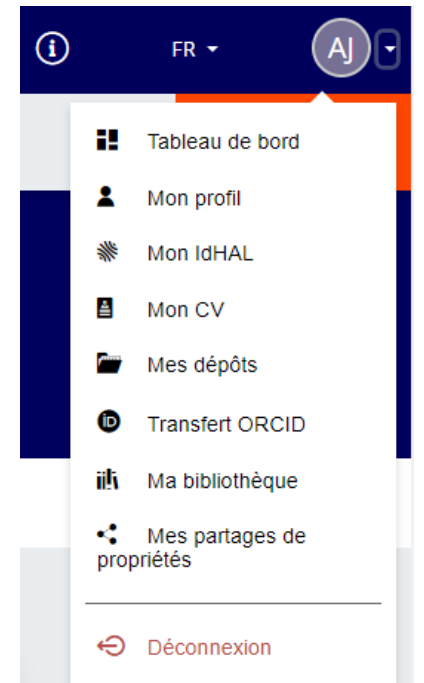 FR
AJ
Tableau de bord
Mon profil
Mon IdHAL
Mon CV
Mes dépôts
Transfert ORCID
Ma bibliothèque
Mes partages de
propriétés
Déconnexion